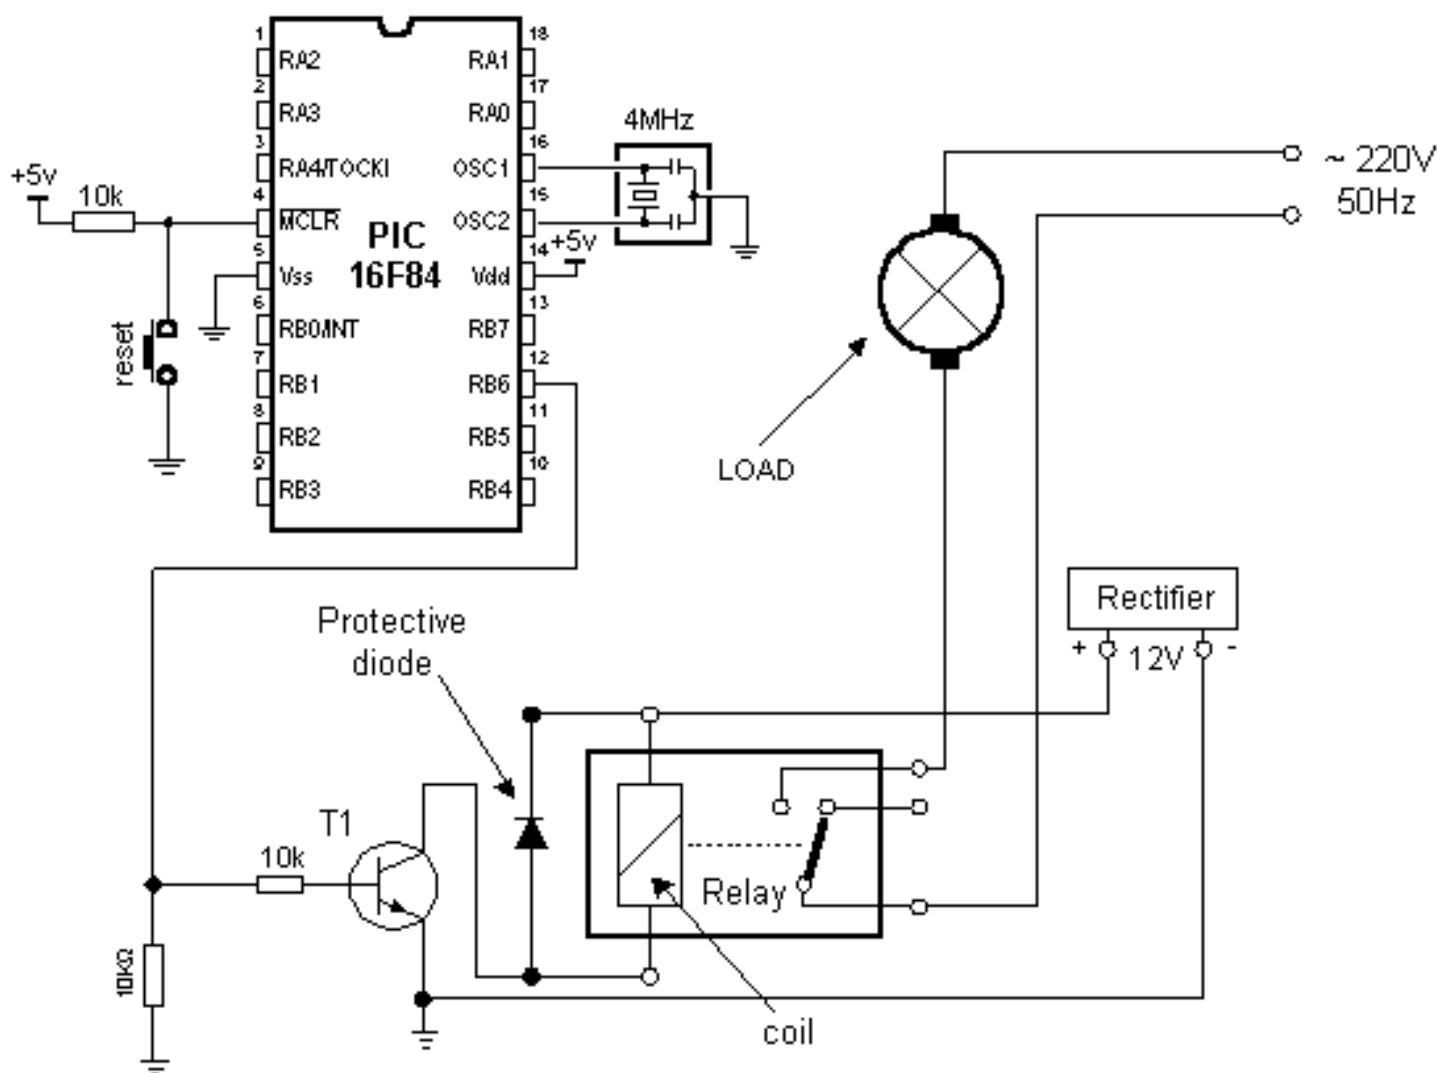 1
RA2
2
RA3
3
RA4/TOCKI
4
MCLR
5
Vss
6
RB0/INT
7
RB1
8
RB2
9
RB3
PIC
16F84
18
RA1
17
RA0
16
OSC1
15
OSC2
14
Vdd
13
RB7
12
RB6
11
RB5
10
RB4
+5v
10k
reset
4MHz
+5v
~ 220V
50Hz
LOAD
Rectifier
+ 12V -
Protective
diode
T1
10k
10KΩ
Relay
coil